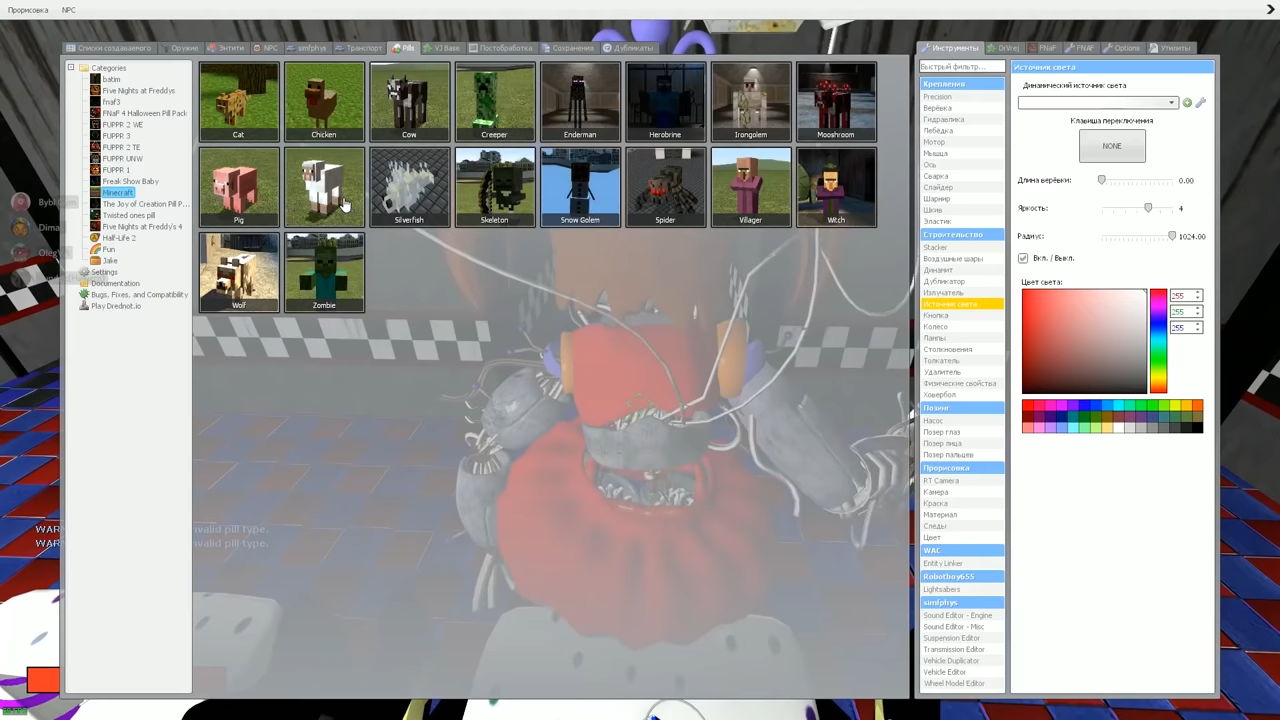 Прорисовка NPC
Списки создаваемого Оружие Энтити NPC simfphys Транспорт Pills VJ Base Постобработка Сохранения Дубликаты
Инструменты DrVrej FNaF FNAF Options Утилиты
Categories
batim
Five Nights at Freddys
fnaf3
FNaF 4 Halloween Pill Pack
FUPPR 2 WE
FUPPR 3
FUPPR 2 TE
FUPPR UNW
FUPPR 1
Freak Show Baby
Minecraft
The Joy of Creation Pill P...
Twisted ones pill
Five Nights at Freddy's 4
Half-Life 2
Fun
Jake
Settings
Documentation
Bugs, Fixes, and Compatibility
Play Drednot.io
Cat Chicken Cow Creeper Enderman Herobrine Irongolem Mooshroom
Pig Silverfish Skeleton Snow Golem Spider Villager Witch
Wolf Zombie
WAR
WAR
nvalid pill type.
valid pill type.
Быстрый фильтр...
Крепления
Precision
Верёвка
Гидравлика
Лебёдка
Мотор
Мышца
Ось
Сварка
Слайдер
Шарнир
Шкив
Эластик
Строительство
Stacker
Воздушные шары
Динамит
Дубликатор
Излучатель
Источник света
Кнопка
Колесо
Лампы
Столкновения
Толкатель
Удалитель
Физические свойства
Ховербол
Позинг
Насос
Позер глаз
Позер лица
Позер пальцев
Прорисовка
RT Camera
Камера
Краска
Материал
Следы
Цвет
WAC
Entity Linker
Robotboy655
Lightsabers
simfphys
Sound Editor - Engine
Sound Editor - Misc
Suspension Editor
Transmission Editor
Vehicle Duplicator
Vehicle Editor
Wheel Model Editor
Источник света
Динамический источник света
Клавиша переключения
NONE
Длина верёвки: 0.00
Яркость: 4
Радиус: 1024.00
Вкл. / Выкл.
Цвет света:
255
255
255